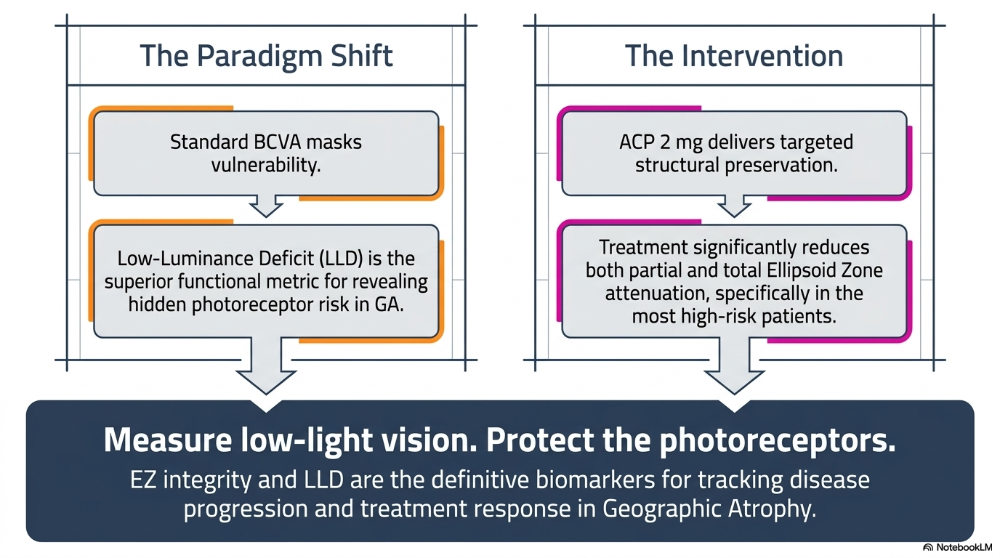 The Paradigm Shift
Standard BCVA masks
vulnerability.
Low-Luminance Deficit (LLD) is the
superior functional metric for revealing
hidden photoreceptor risk in GA.
The Intervention
ACP 2 mg delivers targeted
structural preservation.
Treatment significantly reduces
both partial and total Ellipsoid Zone
attenuation, specifically in the
most high-risk patients.
Measure low-light vision. Protect the photoreceptors.
EZ integrity and LLD are the definitive biomarkers for tracking disease
progression and treatment response in Geographic Atrophy.
NotebookLM